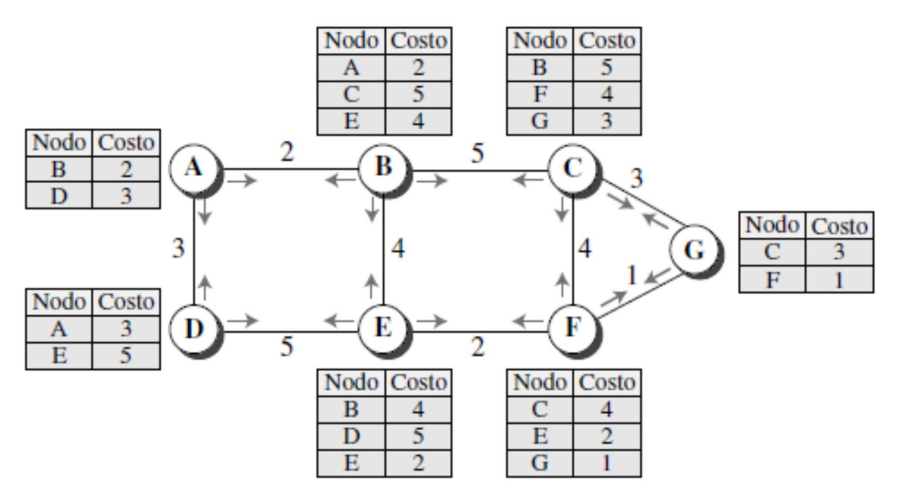 Nodo Costo
A 2
C 5
E 4
Nodo Costo
B 5
F 4
G 3
Nodo Costo
B 2
D 3
A 2 B 5 C 3
3 4 4 G
1
Nodo Costo
C 3
F 1
Nodo Costo
A 3
E 5
D 5 E 2 F
Nodo Costo
B 4
D 5
E 2
Nodo Costo
C 4
E 2
G 1